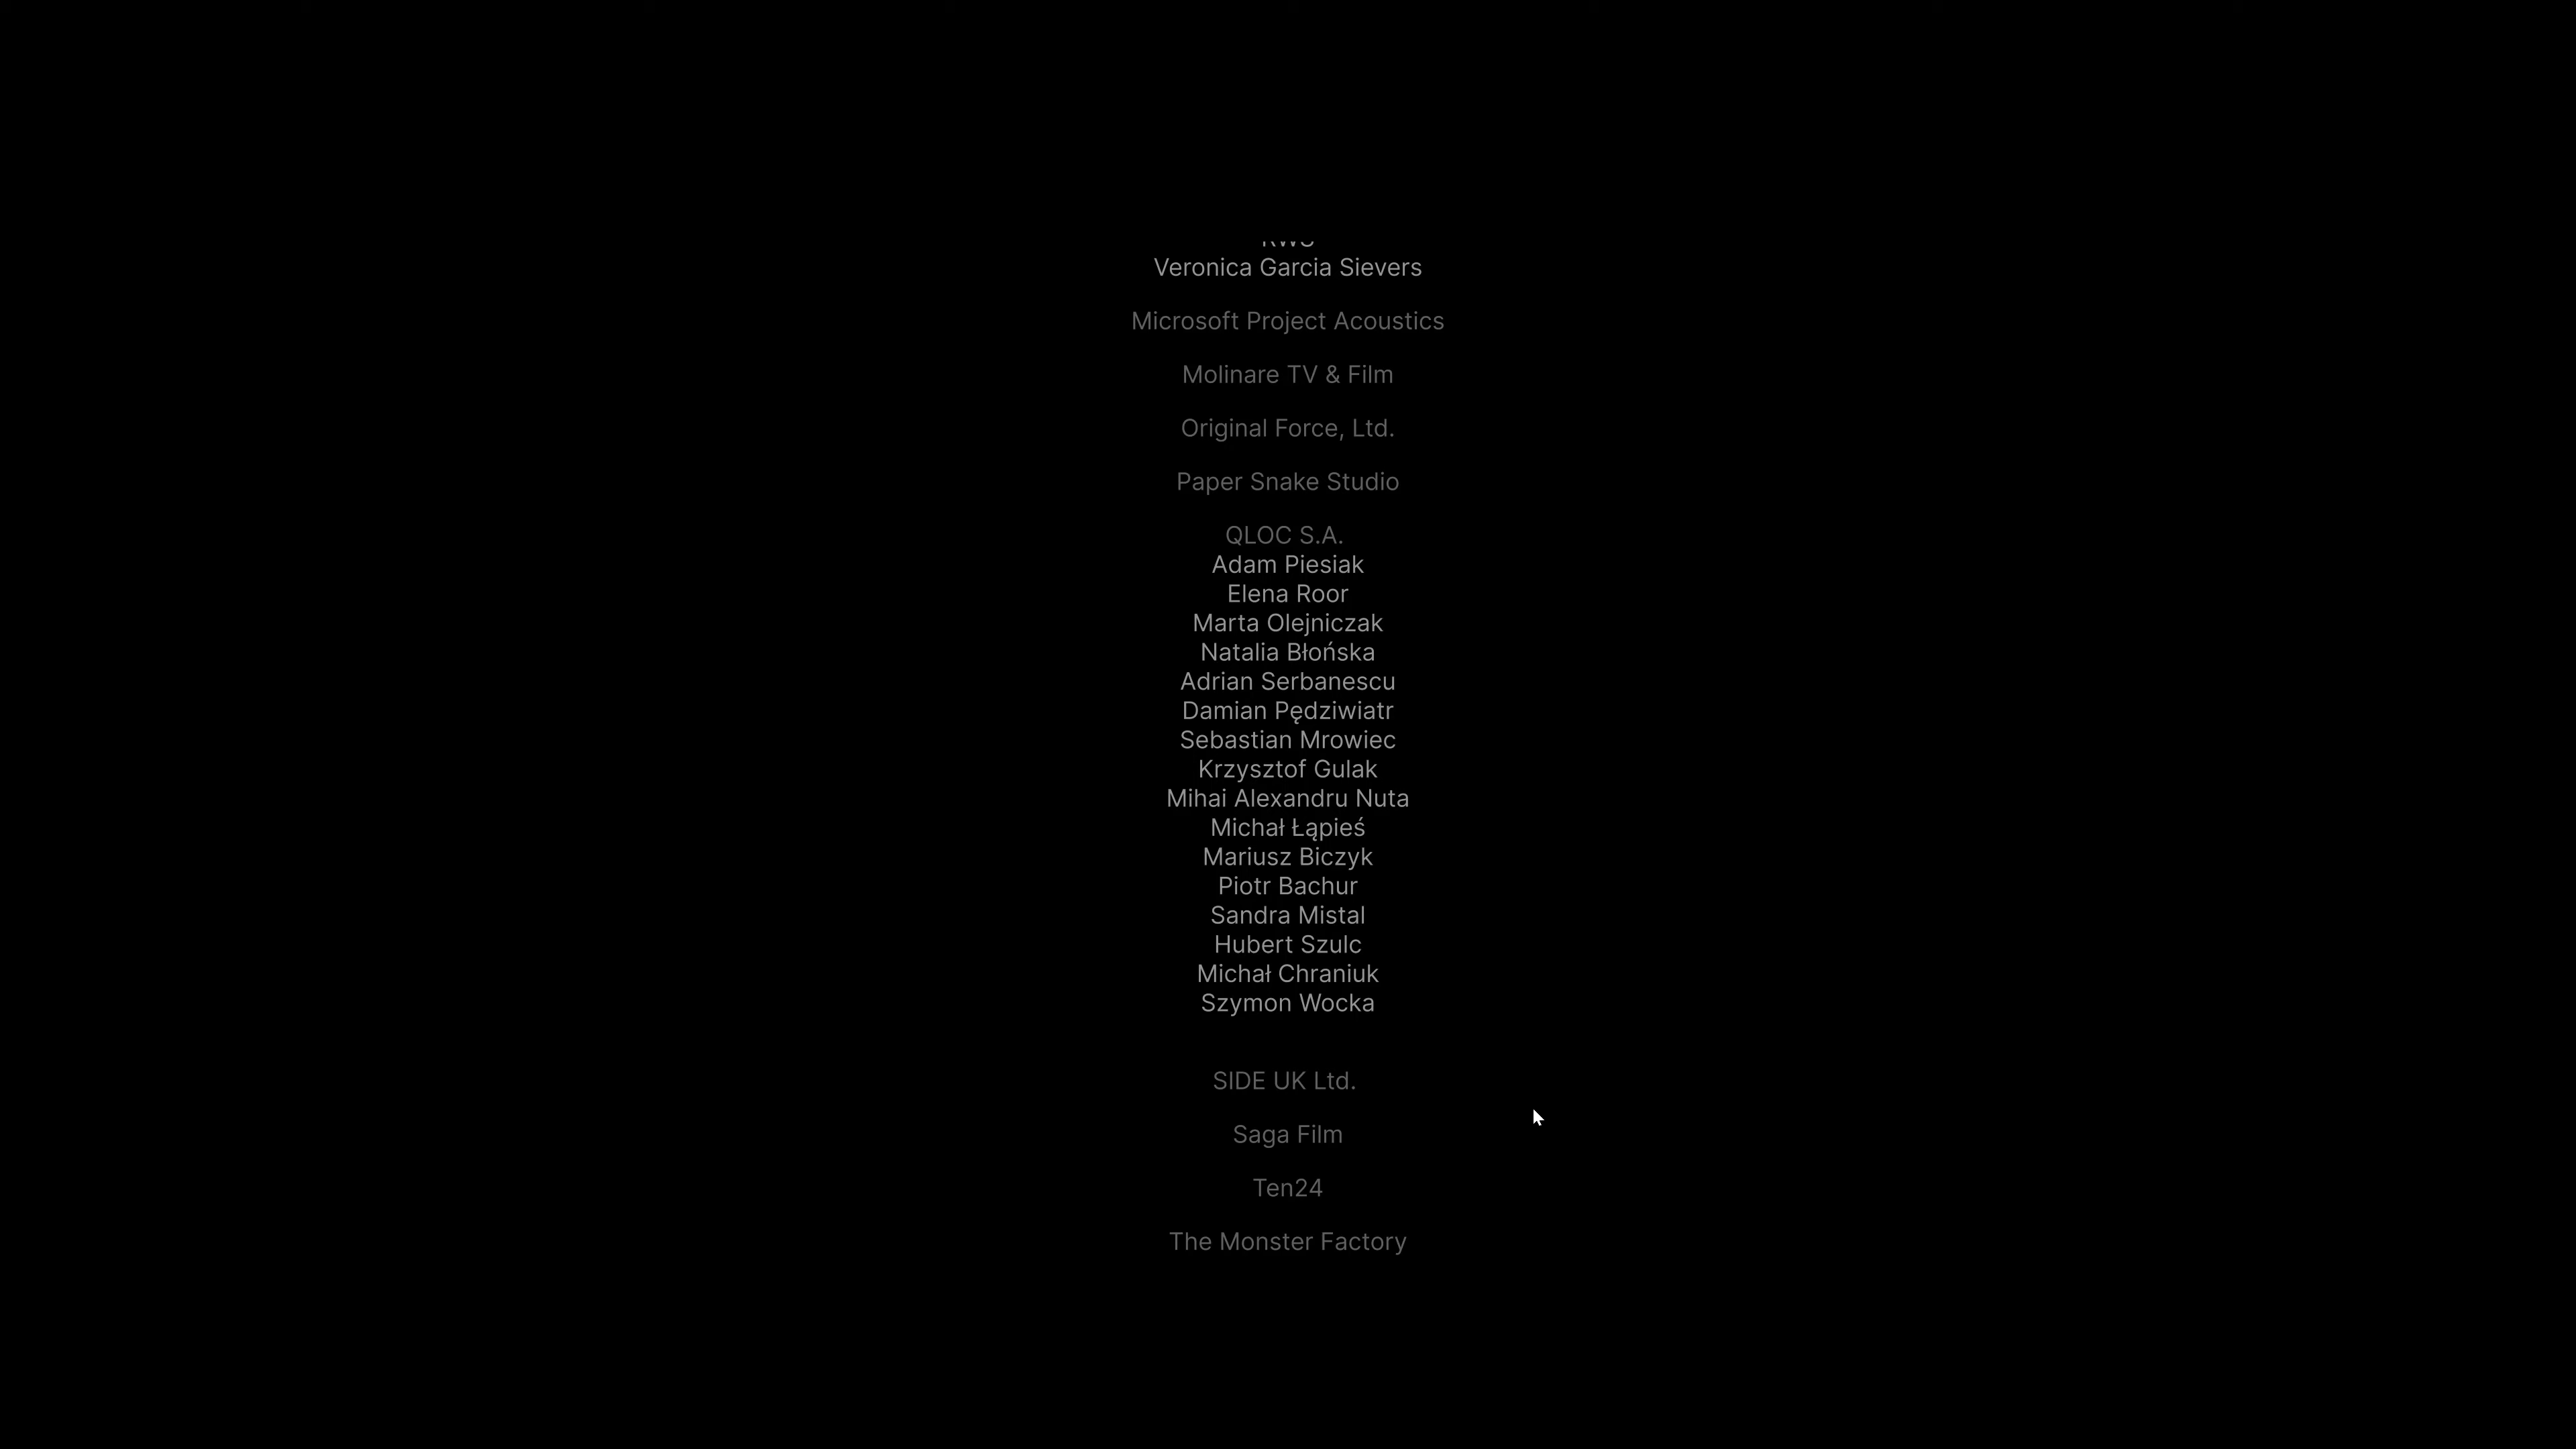 Veronica Garcia Sievers
Microsoft Project Acoustics
Molinare TV & Film
Original Force, Ltd.
Paper Snake Studio
QLOC S.A.
Adam Piesiak
Elena Roor
Marta Olejniczak
Natalia Błońska
Adrian Serbanescu
Damian Pędziwiatr
Sebastian Mrowiec
Krzysztof Gulak
Mihai Alexandru Nuta
Michał Łąpieś
Mariusz Biczyk
Piotr Bachur
Sandra Mistal
Hubert Szulc
Michał Chraniuk
Szymon Wocka
SIDE UK Ltd.
Saga Film
Ten24
The Monster Factory